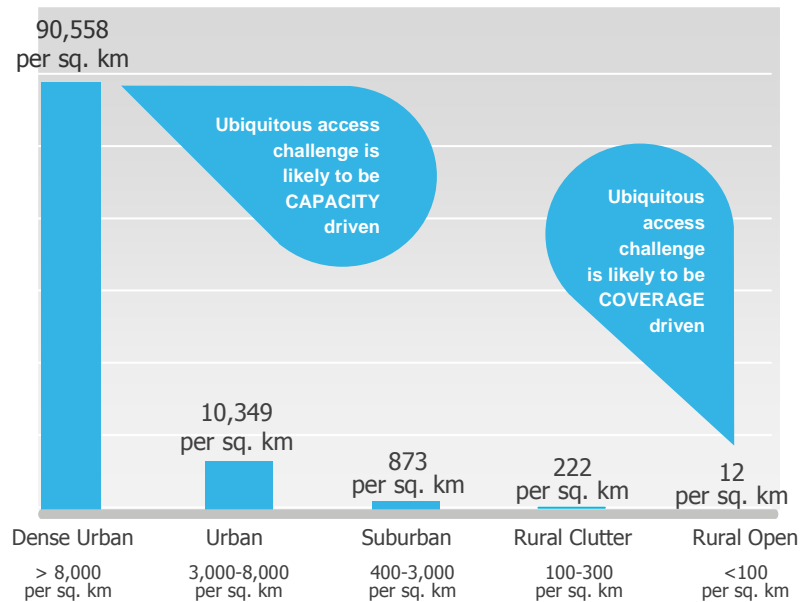 90,558
per sq. km
Ubiquitous access
challenge is
likely to be
CAPACITY
driven
Ubiquitous
access
challenge
is likely to be
COVERAGE
driven
10,349
per sq. km
873
per sq. km
222
per sq. km
12
per sq. km
Dense Urban
Urban
Suburban
Rural Clutter
Rural Open
> 8,000
per sq. km
3,000-8,000
per sq. km
400-3,000
per sq. km
100-300
per sq. km
<100
per sq. km